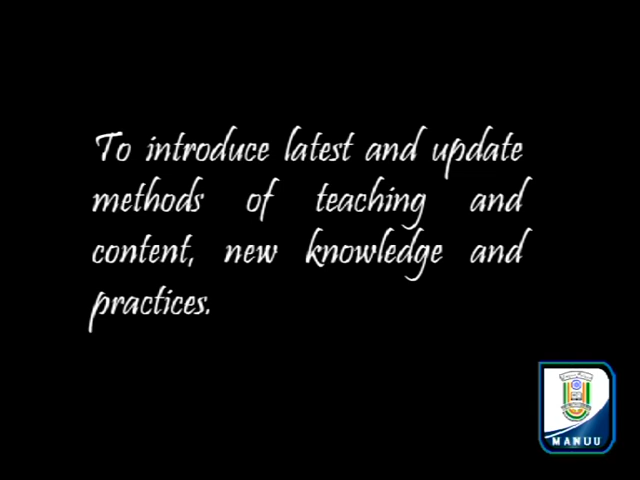 To introduce latest and update
methods of teaching and
content, new knowledge and
practices.
MANUU